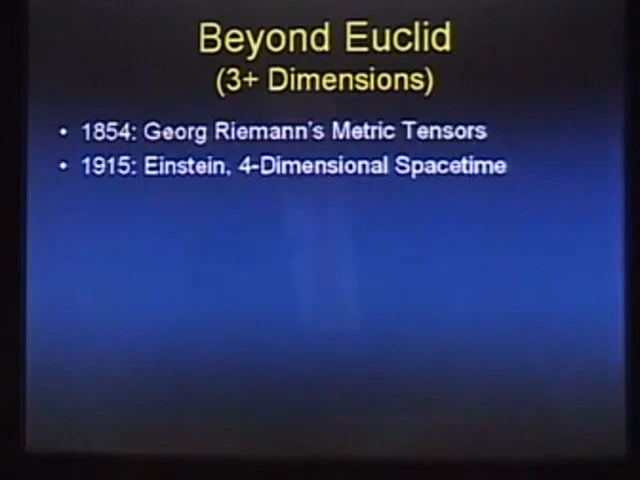 Beyond Euclid
(3+ Dimensions)
• 1854: Georg Riemann's Metric Tensors
• 1915: Einstein, 4-Dimensional Spacetime